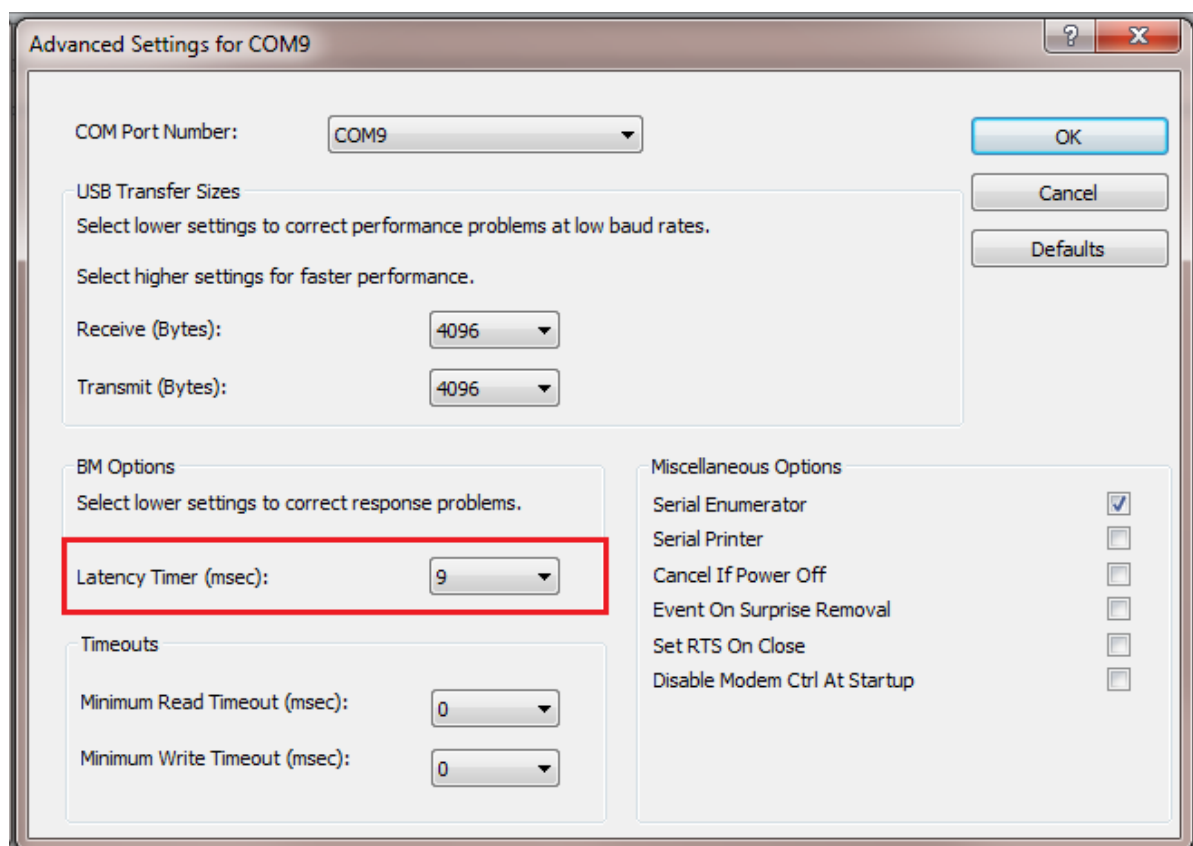 Advanced Settings for COM9
?
X
COM Port Number:
COM9
OK
Cancel
Defaults
USB Transfer Sizes
Select lower settings to correct performance problems at low baud rates.
Select higher settings for faster performance.
Receive (Bytes):
4096
Transmit (Bytes):
4096
BM Options
Select lower settings to correct response problems.
Latency Timer (msec):
9
Timeouts
Minimum Read Timeout (msec):
0
Minimum Write Timeout (msec):
0
Miscellaneous Options
Serial Enumerator
Serial Printer
Cancel If Power Off
Event On Surprise Removal
Set RTS On Close
Disable Modem Ctrl At Startup